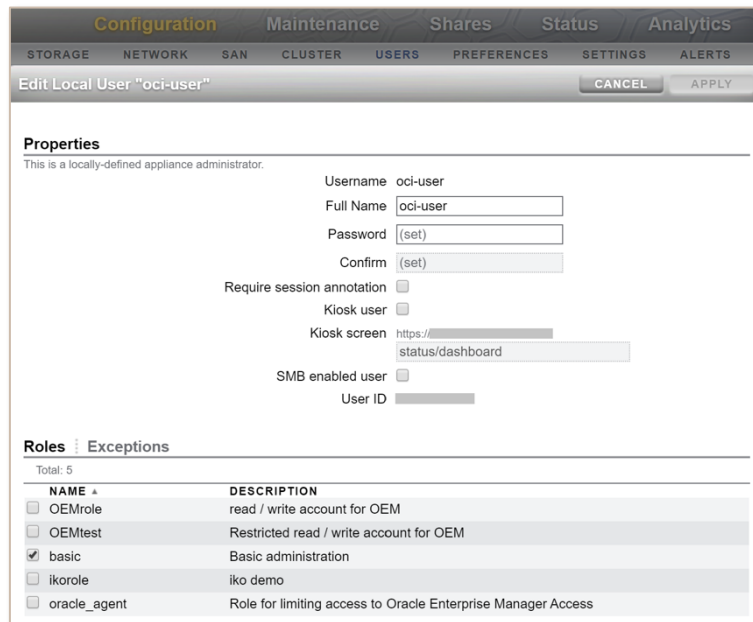 Configuration Maintenance Shares Status Analytics
STORAGE NETWORK SAN CLUSTER USERS PREFERENCES SETTINGS ALERTS
Edit Local User "oci-user" CANCEL APPLY
Properties
This is a locally-defined appliance administrator.
Username oci-user
Full Name oci-user
Password (set)
Confirm (set)
Require session annotation
Kiosk user
Kiosk screen https://
status/dashboard
SMB enabled user
User ID
Roles Exceptions
Total: 5
NAME DESCRIPTION
OEMrole read / write account for OEM
OEMtest Restricted read / write account for OEM
basic Basic administration
ikorole iko demo
oracle_agent Role for limiting access to Oracle Enterprise Manager Access